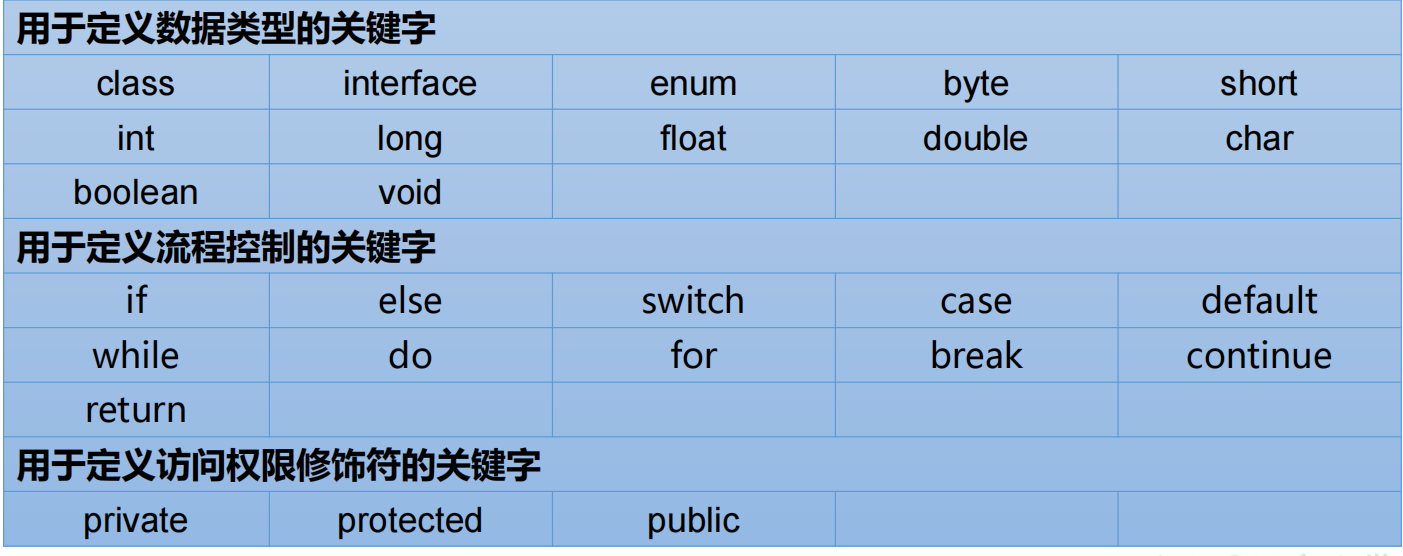 用于定义数据类型的关键字
class interface enum byte short
int long float double char
boolean void
用于定义流程控制的关键字
if else switch case default
while do for break continue
return
用于定义访问权限修饰符的关键字
private protected public